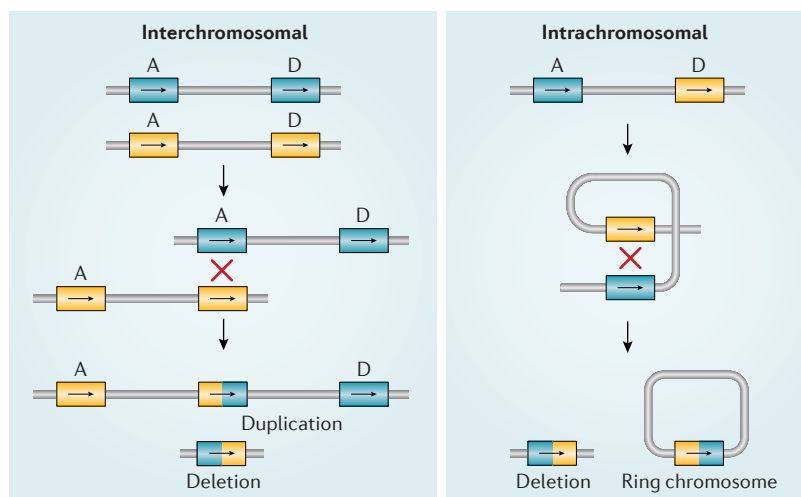 Interchromosomal
A D
A D
A D
A
A D
Duplication
Deletion
Intrachromosomal
A D
Deletion Ring chromosome